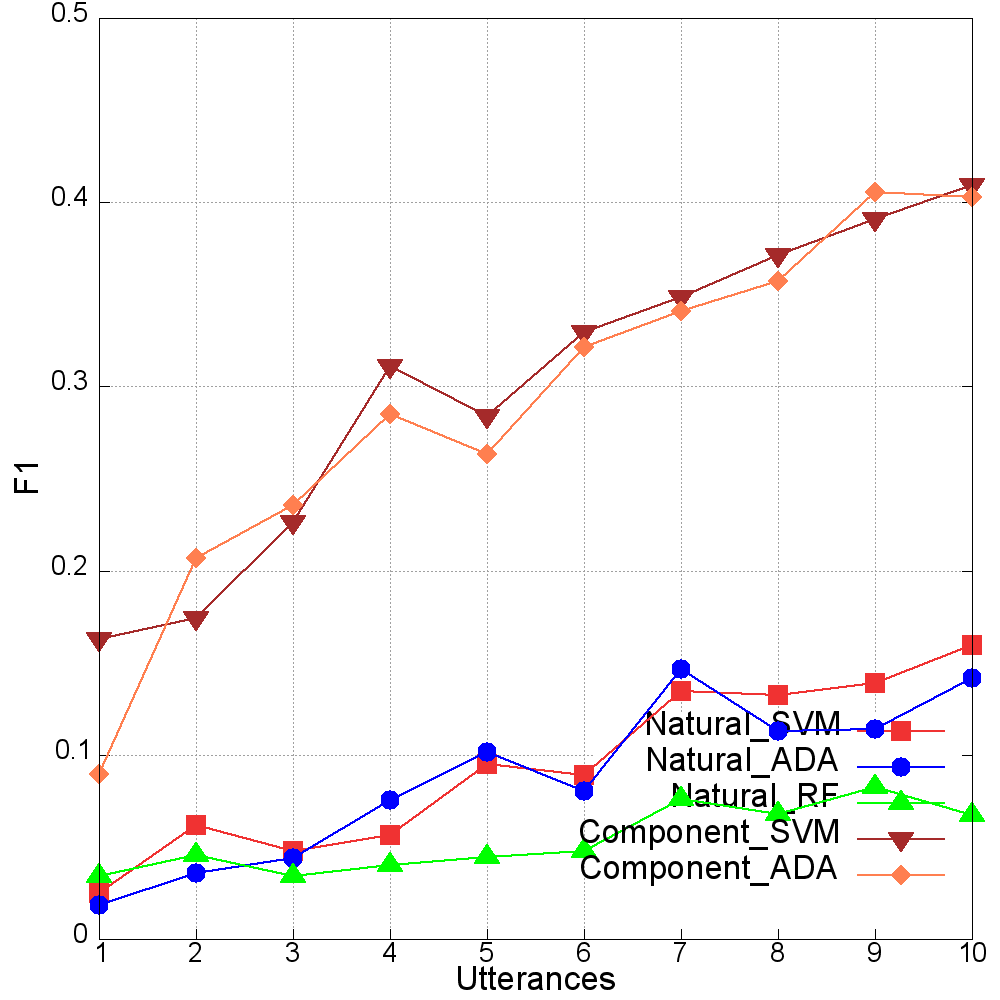 0.5
0.4
0.3
0.2
0.1
0
F1
Natural_SVM
Natural_ADA
Natural_RF
Component_SVM
Component_ADA
1 2 3 4 5 6 7 8 9 10
Utterances